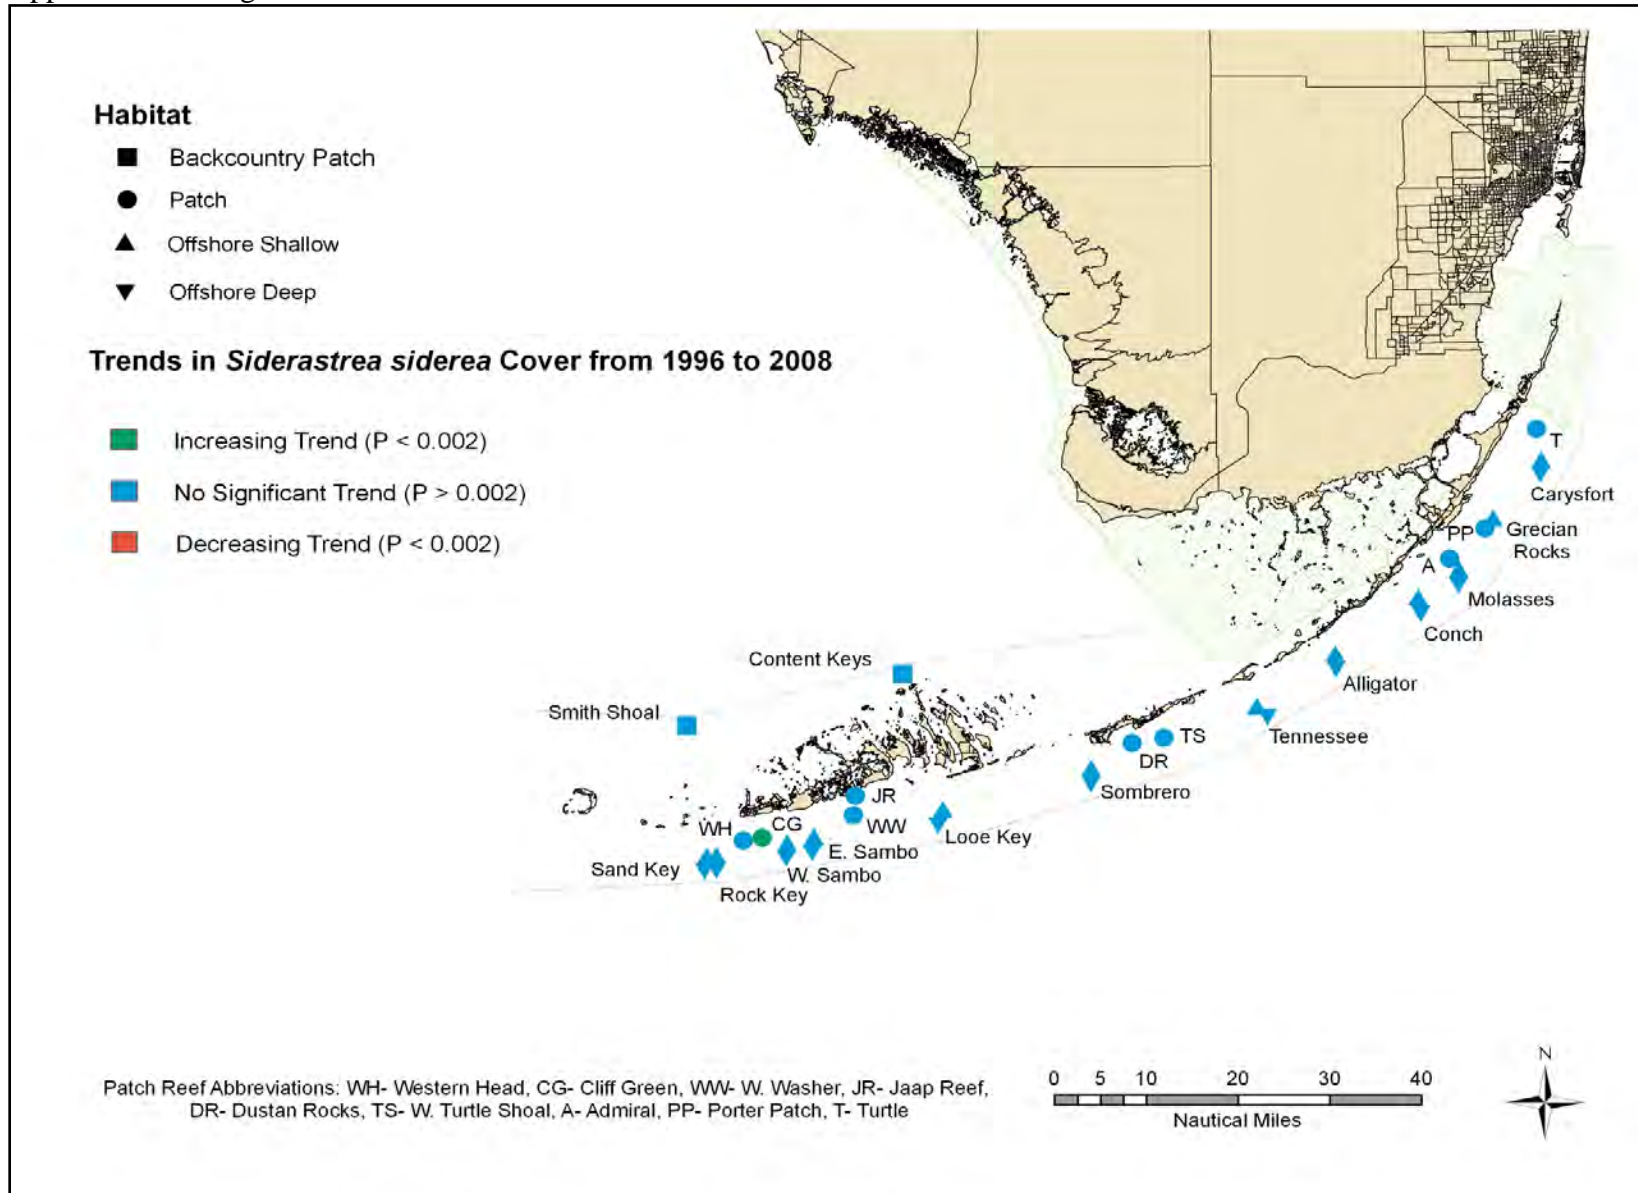 Habitat
Backcountry Patch
Patch
Offshore Shallow
Offshore Deep
Trends in Siderastrea siderea Cover from 1996 to 2008
Increasing Trend (P < 0.002)
No Significant Trend (P > 0.002)
Decreasing Trend (P < 0.002)
T
Carysfort
PP
Grecian
Rocks
A
Molasses
Conch
Content Keys
Alligator
Smith Shoal
TS
Tennessee
DR
Sombrero
JR
WH
CG
WW
Looe Key
E. Sambo
Sand Key
W. Sambo
Rock Key
N
Patch Reef Abbreviations: WH- Western Head, CG- Cliff Green, WW- W. Washer, JR- Jaap Reef,
DR- Dustan Rocks, TS- W. Turtle Shoal, A- Admiral, PP- Porter Patch, T- Turtle
0 5 10 20 30 40
Nautical Miles